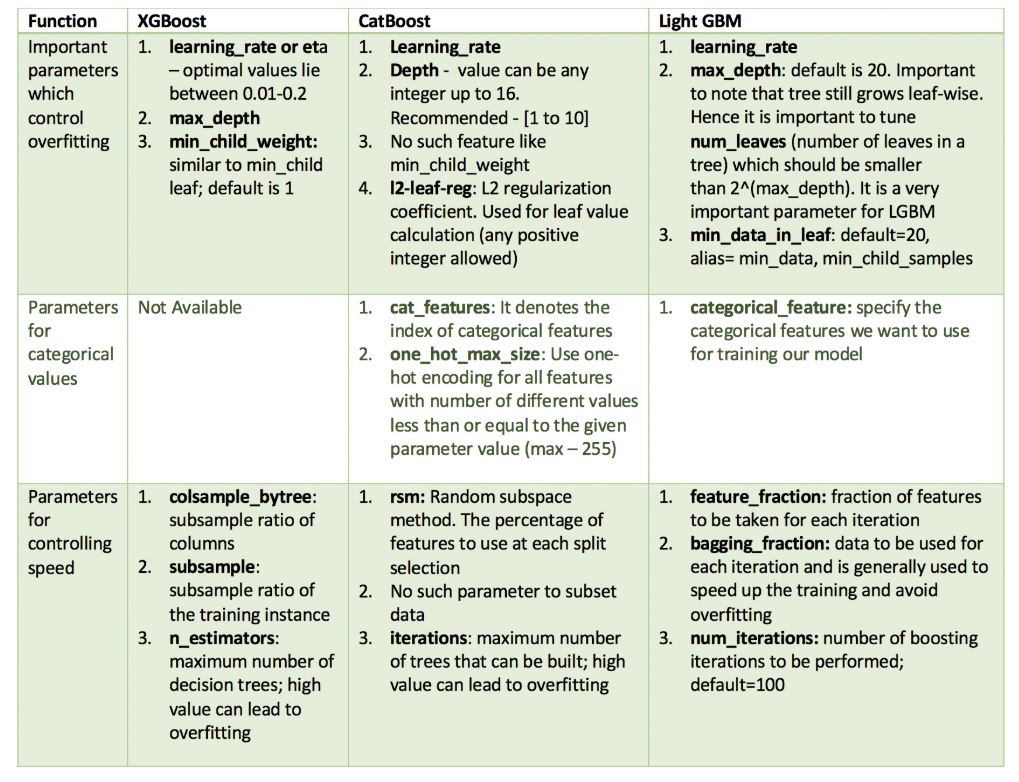 Function
XGBoost
CatBoost
Light GBM
Important
parameters
which
control
overfitting
1. learning_rate or eta
– optimal values lie
between 0.01-0.2
2. max_depth
3. min_child_weight:
similar to min_child
leaf; default is 1
1. Learning_rate
2. Depth - value can be any
integer up to 16.
Recommended - [1 to 10]
3. No such feature like
min_child_weight
4. l2-leaf-reg: L2 regularization
coefficient. Used for leaf value
calculation (any positive
integer allowed)
1. learning_rate
2. max_depth: default is 20. Important
to note that tree still grows leaf-wise.
Hence it is important to tune
num_leaves (number of leaves in a
tree) which should be smaller
than 2^(max_depth). It is a very
important parameter for LGBM
3. min_data_in_leaf: default=20,
alias= min_data, min_child_samples
Parameters
for
categorical
values
Not Available
1. cat_features: It denotes the
index of categorical features
2. one_hot_max_size: Use one-
hot encoding for all features
with number of different values
less than or equal to the given
parameter value (max – 255)
1. categorical_feature: specify the
categorical features we want to use
for training our model
Parameters
for
controlling
speed
1. colsample_bytree:
subsample ratio of
columns
2. subsample:
subsample ratio of
the training instance
3. n_estimators:
maximum number of
decision trees; high
value can lead to
overfitting
1. rsm: Random subspace
method. The percentage of
features to use at each split
selection
2. No such parameter to subset
data
3. iterations: maximum number
of trees that can be built; high
value can lead to overfitting
1. feature_fraction: fraction of features
to be taken for each iteration
2. bagging_fraction: data to be used for
each iteration and is generally used to
speed up the training and avoid
overfitting
3. num_iterations: number of boosting
iterations to be performed;
default=100